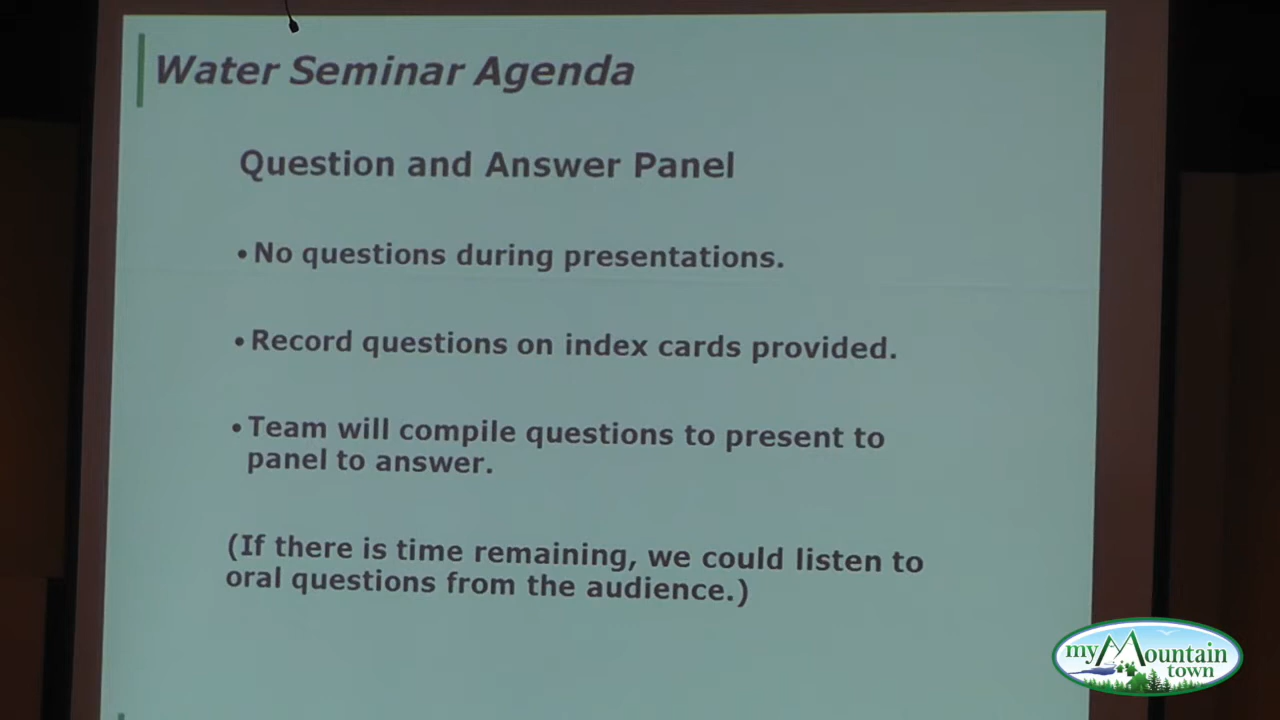 Water Seminar Agenda
Question and Answer Panel
• No questions during presentations.
• Record questions on index cards provided.
• Team will compile questions to present to
panel to answer.
(If there is time remaining, we could listen to
oral questions from the audience.)
my Mountain
town